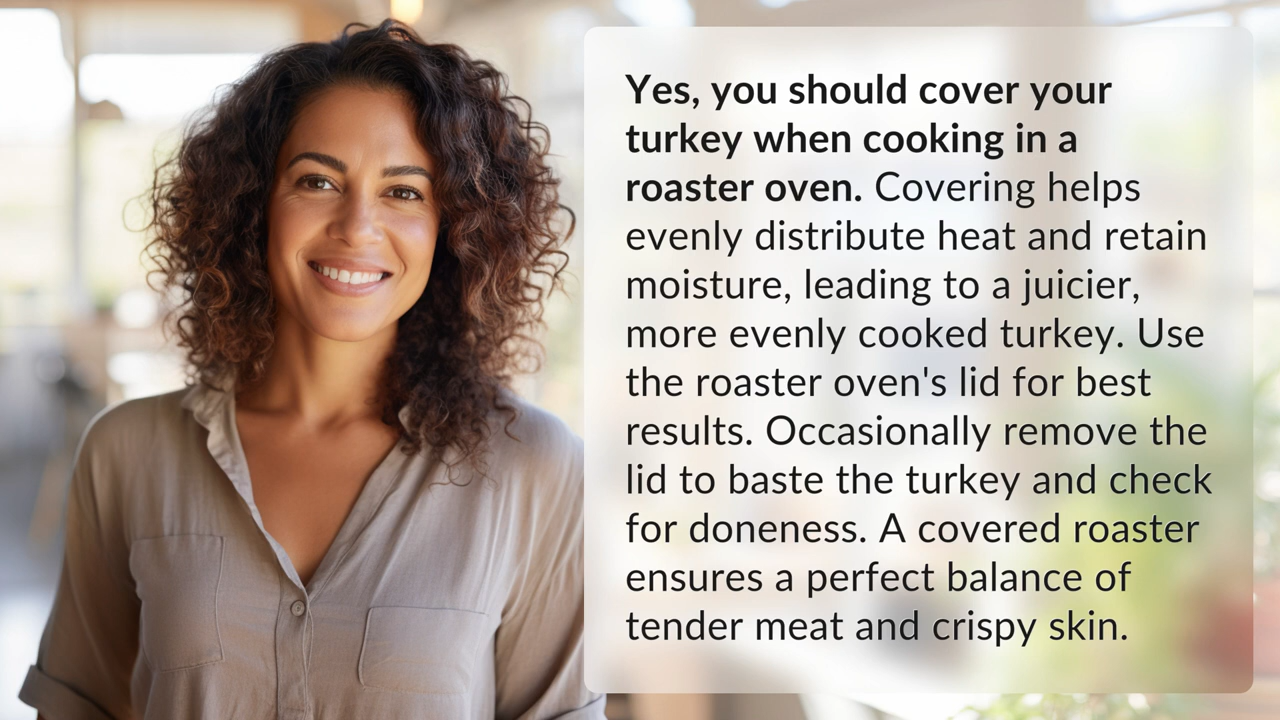 Yes, you should cover your
turkey when cooking in a
roaster oven. Covering helps
evenly distribute heat and retain
moisture, leading to a juicier,
more evenly cooked turkey. Use
the roaster oven's lid for best
results. Occasionally remove the
lid to baste the turkey and check
for doneness. A covered roaster
ensures a perfect balance of
tender meat and crispy skin.